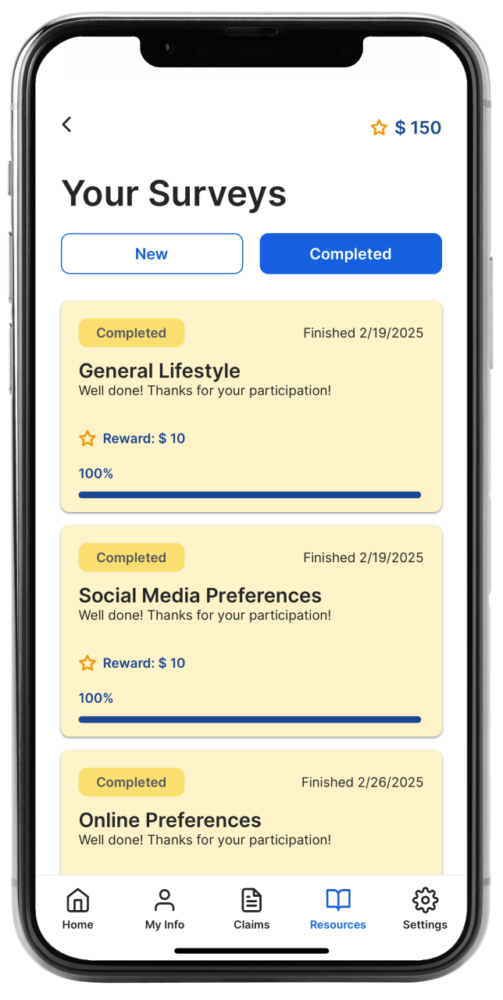 $ 150
Your Surveys
New
Completed
Completed
Finished 2/19/2025
General Lifestyle
Well done! Thanks for your participation!
Reward: $ 10
100%
Completed
Finished 2/19/2025
Social Media Preferences
Well done! Thanks for your participation!
Reward: $ 10
100%
Completed
Finished 2/26/2025
Online Preferences
Well done! Thanks for your participation!
Home
My Info
Claims
Resources
Settings